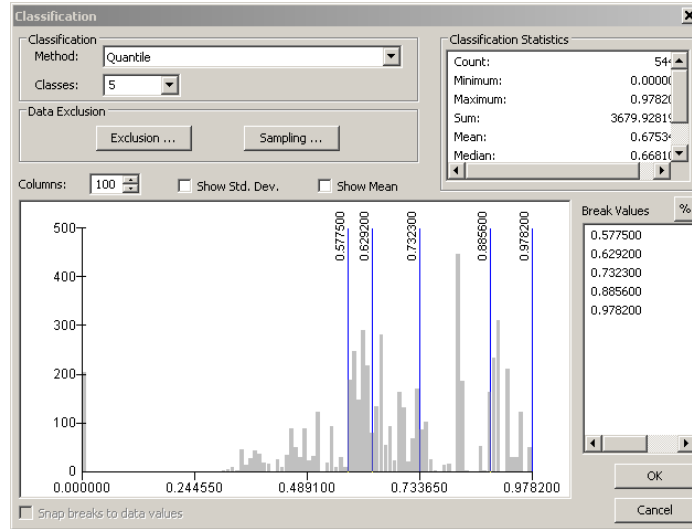 Classification
Classification
Method: Quantile
Classes: 5
Data Exclusion
Exclusion ...
Sampling ...
Classification Statistics
Count: 544
Minimum: 0.00000
Maximum: 0.97820
Sum: 3679.92819
Mean: 0.67534
Median: 0.66810
Columns: 100
Show Std. Dev.
Show Mean
Break Values
%
0.577500
0.629200
0.732300
0.885600
0.978200
500
400
300
200
100
0
0.577500
0.629200
0.732300
0.885600
0.978200
0.000000
0.244550
0.489100
0.733650
0.978200
Snap breaks to data values
OK
Cancel